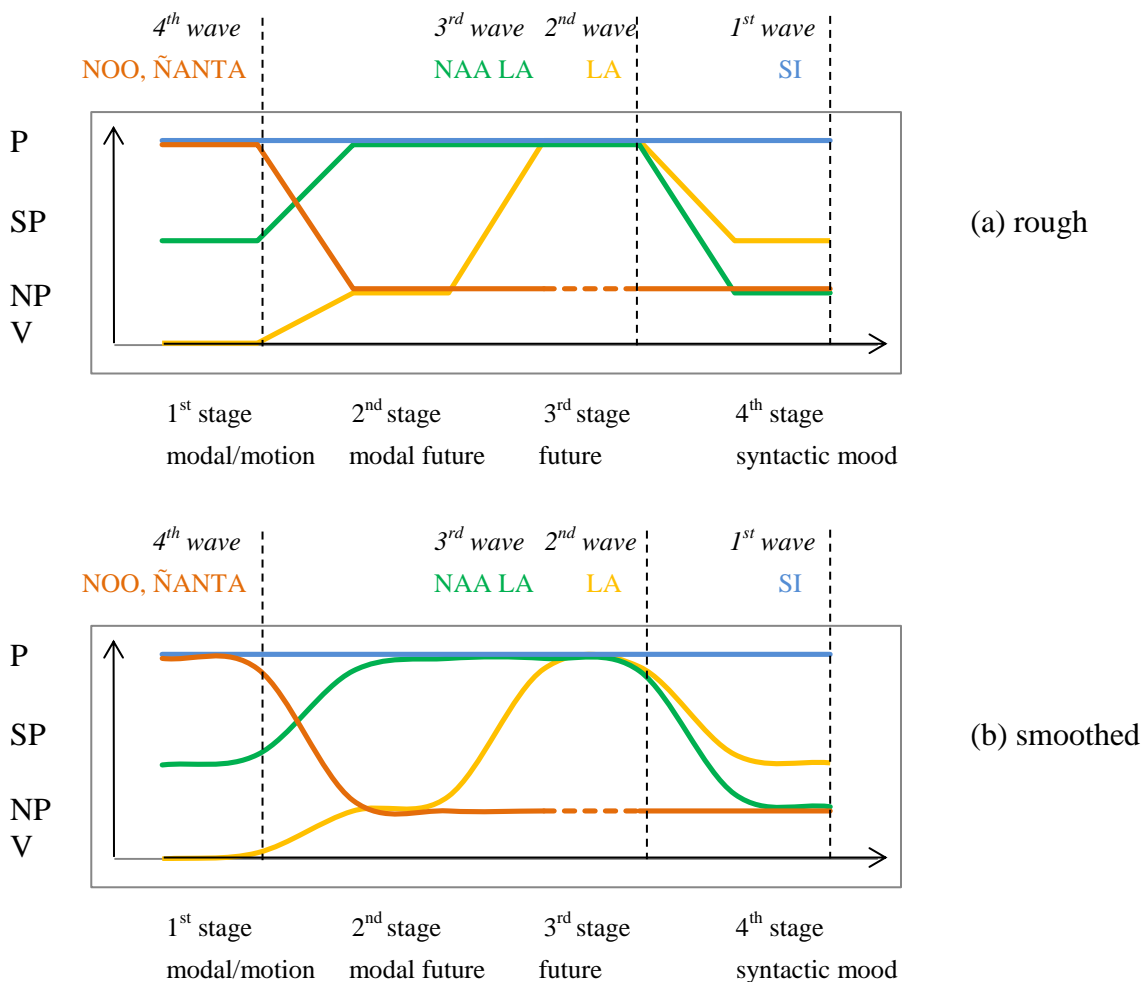 4th wave 3rd wave 2nd wave 1st wave
NOO, ÑANTA NAA LA LA SI
P
SP
NP
V
(a) rough
1st stage 2nd stage 3rd stage 4th stage
modal/motion modal future future syntactic mood
4th wave 3rd wave 2nd wave 1st wave
NOO, ÑANTA NAA LA LA SI
P
SP
NP
V
(b) smoothed
1st stage 2nd stage 3rd stage 4th stage
modal/motion modal future future syntactic mood